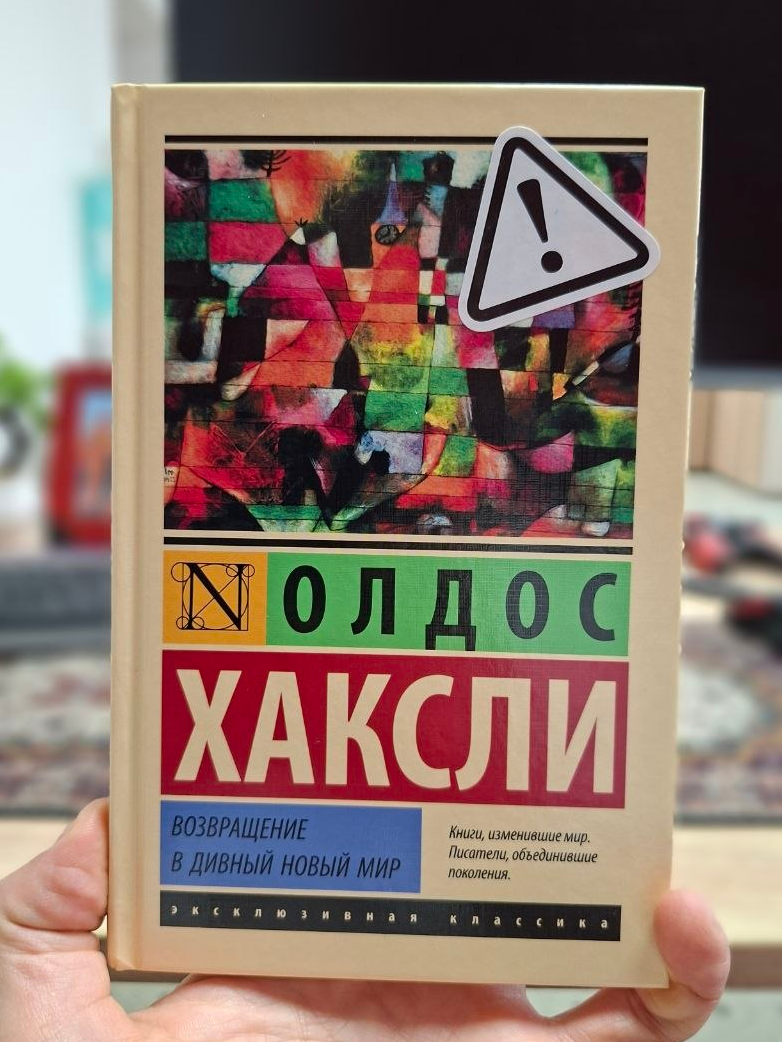 !
N ОЛДОС
ХАКСЛИ
ВОЗВРАЩЕНИЕ
В ДИВНЫЙ НОВЫЙ МИР
Книги, изменившие мир.
Писатели, объединившие
поколения.
эксклюзивная классика